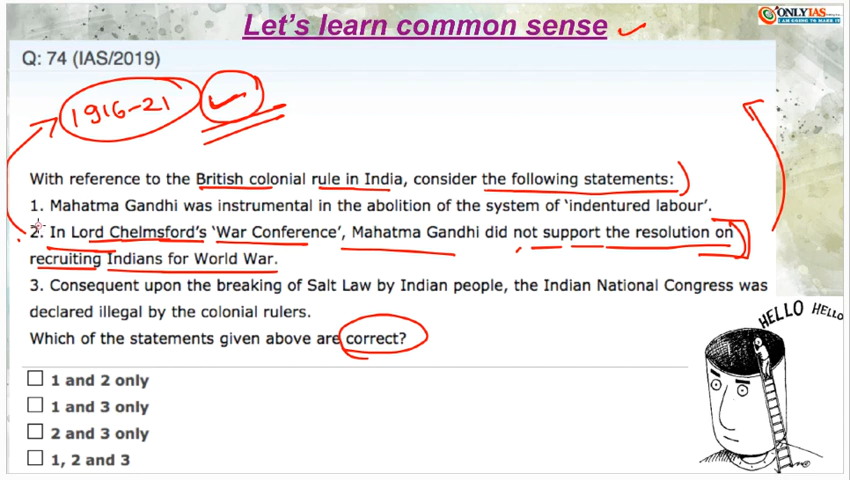 Let's learn common sense
ONLYIAS
I AM GOING TO MAKE IT
Q: 74 (IAS/2019)
1916-21
With reference to the British colonial rule in India, consider the following statements:
1. Mahatma Gandhi was instrumental in the abolition of the system of 'indentured labour'.
2. In Lord Chelmsford's 'War Conference', Mahatma Gandhi did not support the resolution on
recruiting Indians for World War.
3. Consequent upon the breaking of Salt Law by Indian people, the Indian National Congress was
declared illegal by the colonial rulers.
Which of the statements given above are correct?
HELLO HELLO
1 and 2 only
1 and 3 only
2 and 3 only
1, 2 and 3